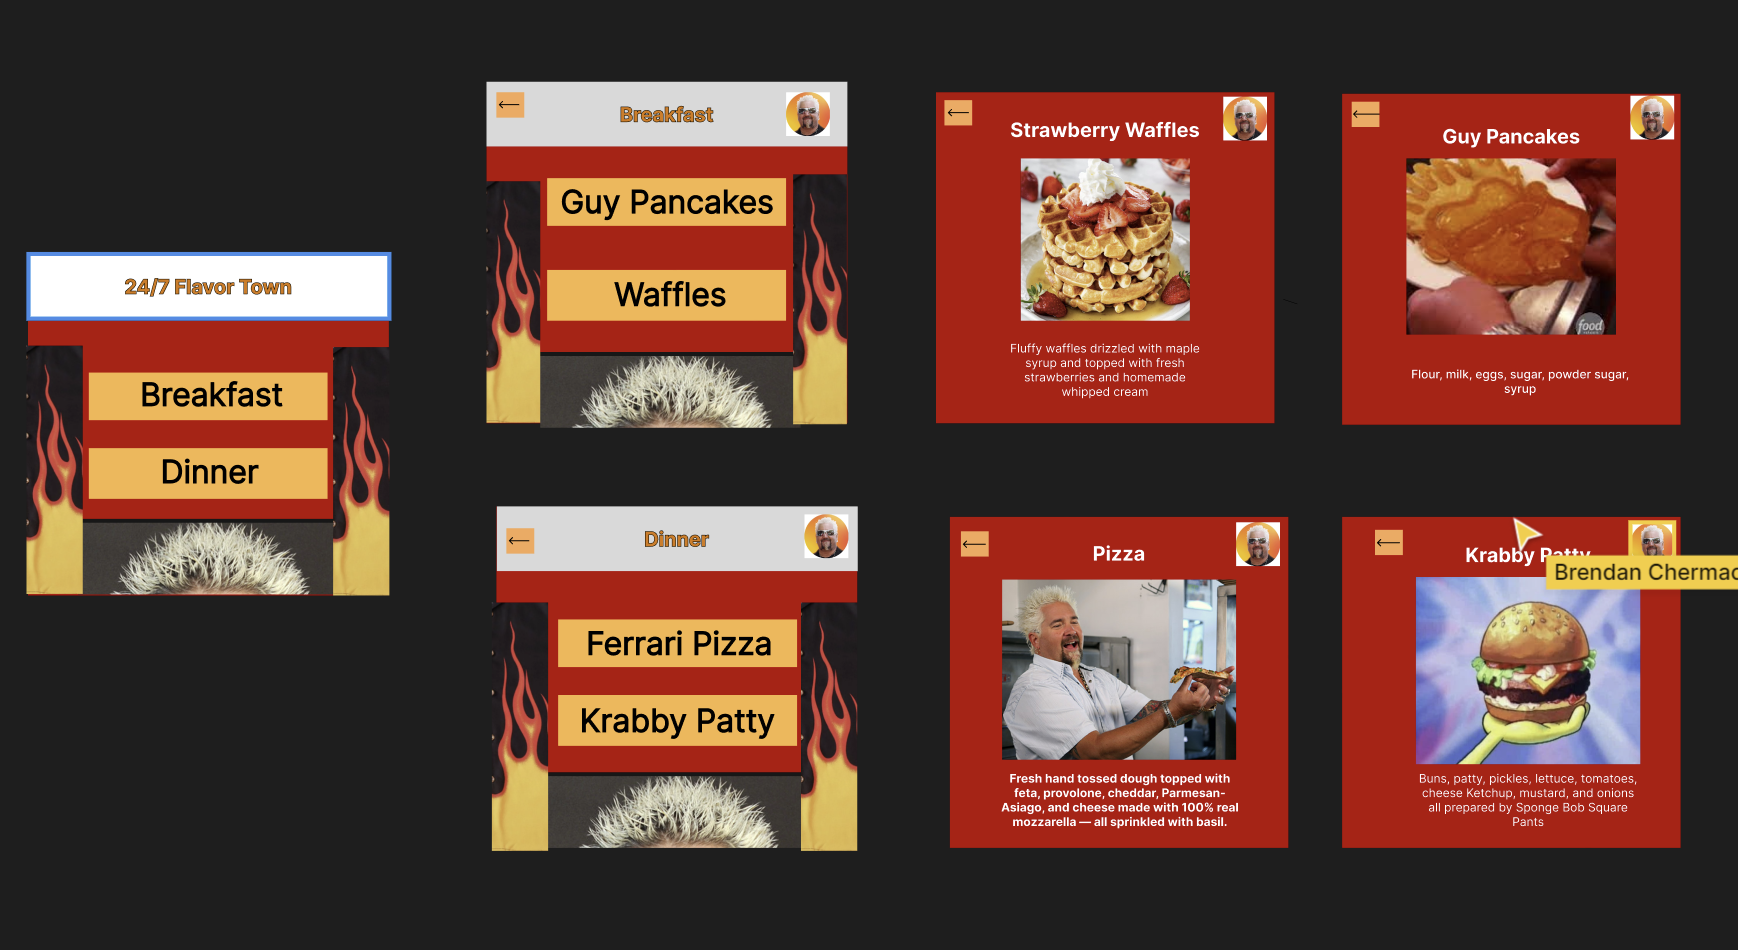 24/7 Flavor Town
Breakfast
Dinner
Breakfast
Guy Pancakes
Waffles
Strawberry Waffles
Fluffy waffles drizzled with maple
syrup and topped with fresh
strawberries and homemade
whipped cream
Guy Pancakes
food
Flour, milk, eggs, sugar, powder sugar,
syrup
Dinner
Ferrari Pizza
Krabby Patty
Pizza
Fresh hand tossed dough topped with
feta, provolone, cheddar, Parmesan-
Asiago, and cheese made with 100% real
mozzarella — all sprinkled with basil.
Krabby Patty
Brendan Chermac
Buns, patty, pickles, lettuce, tomatoes,
cheese Ketchup, mustard, and onions
all prepared by Sponge Bob Square
Pants